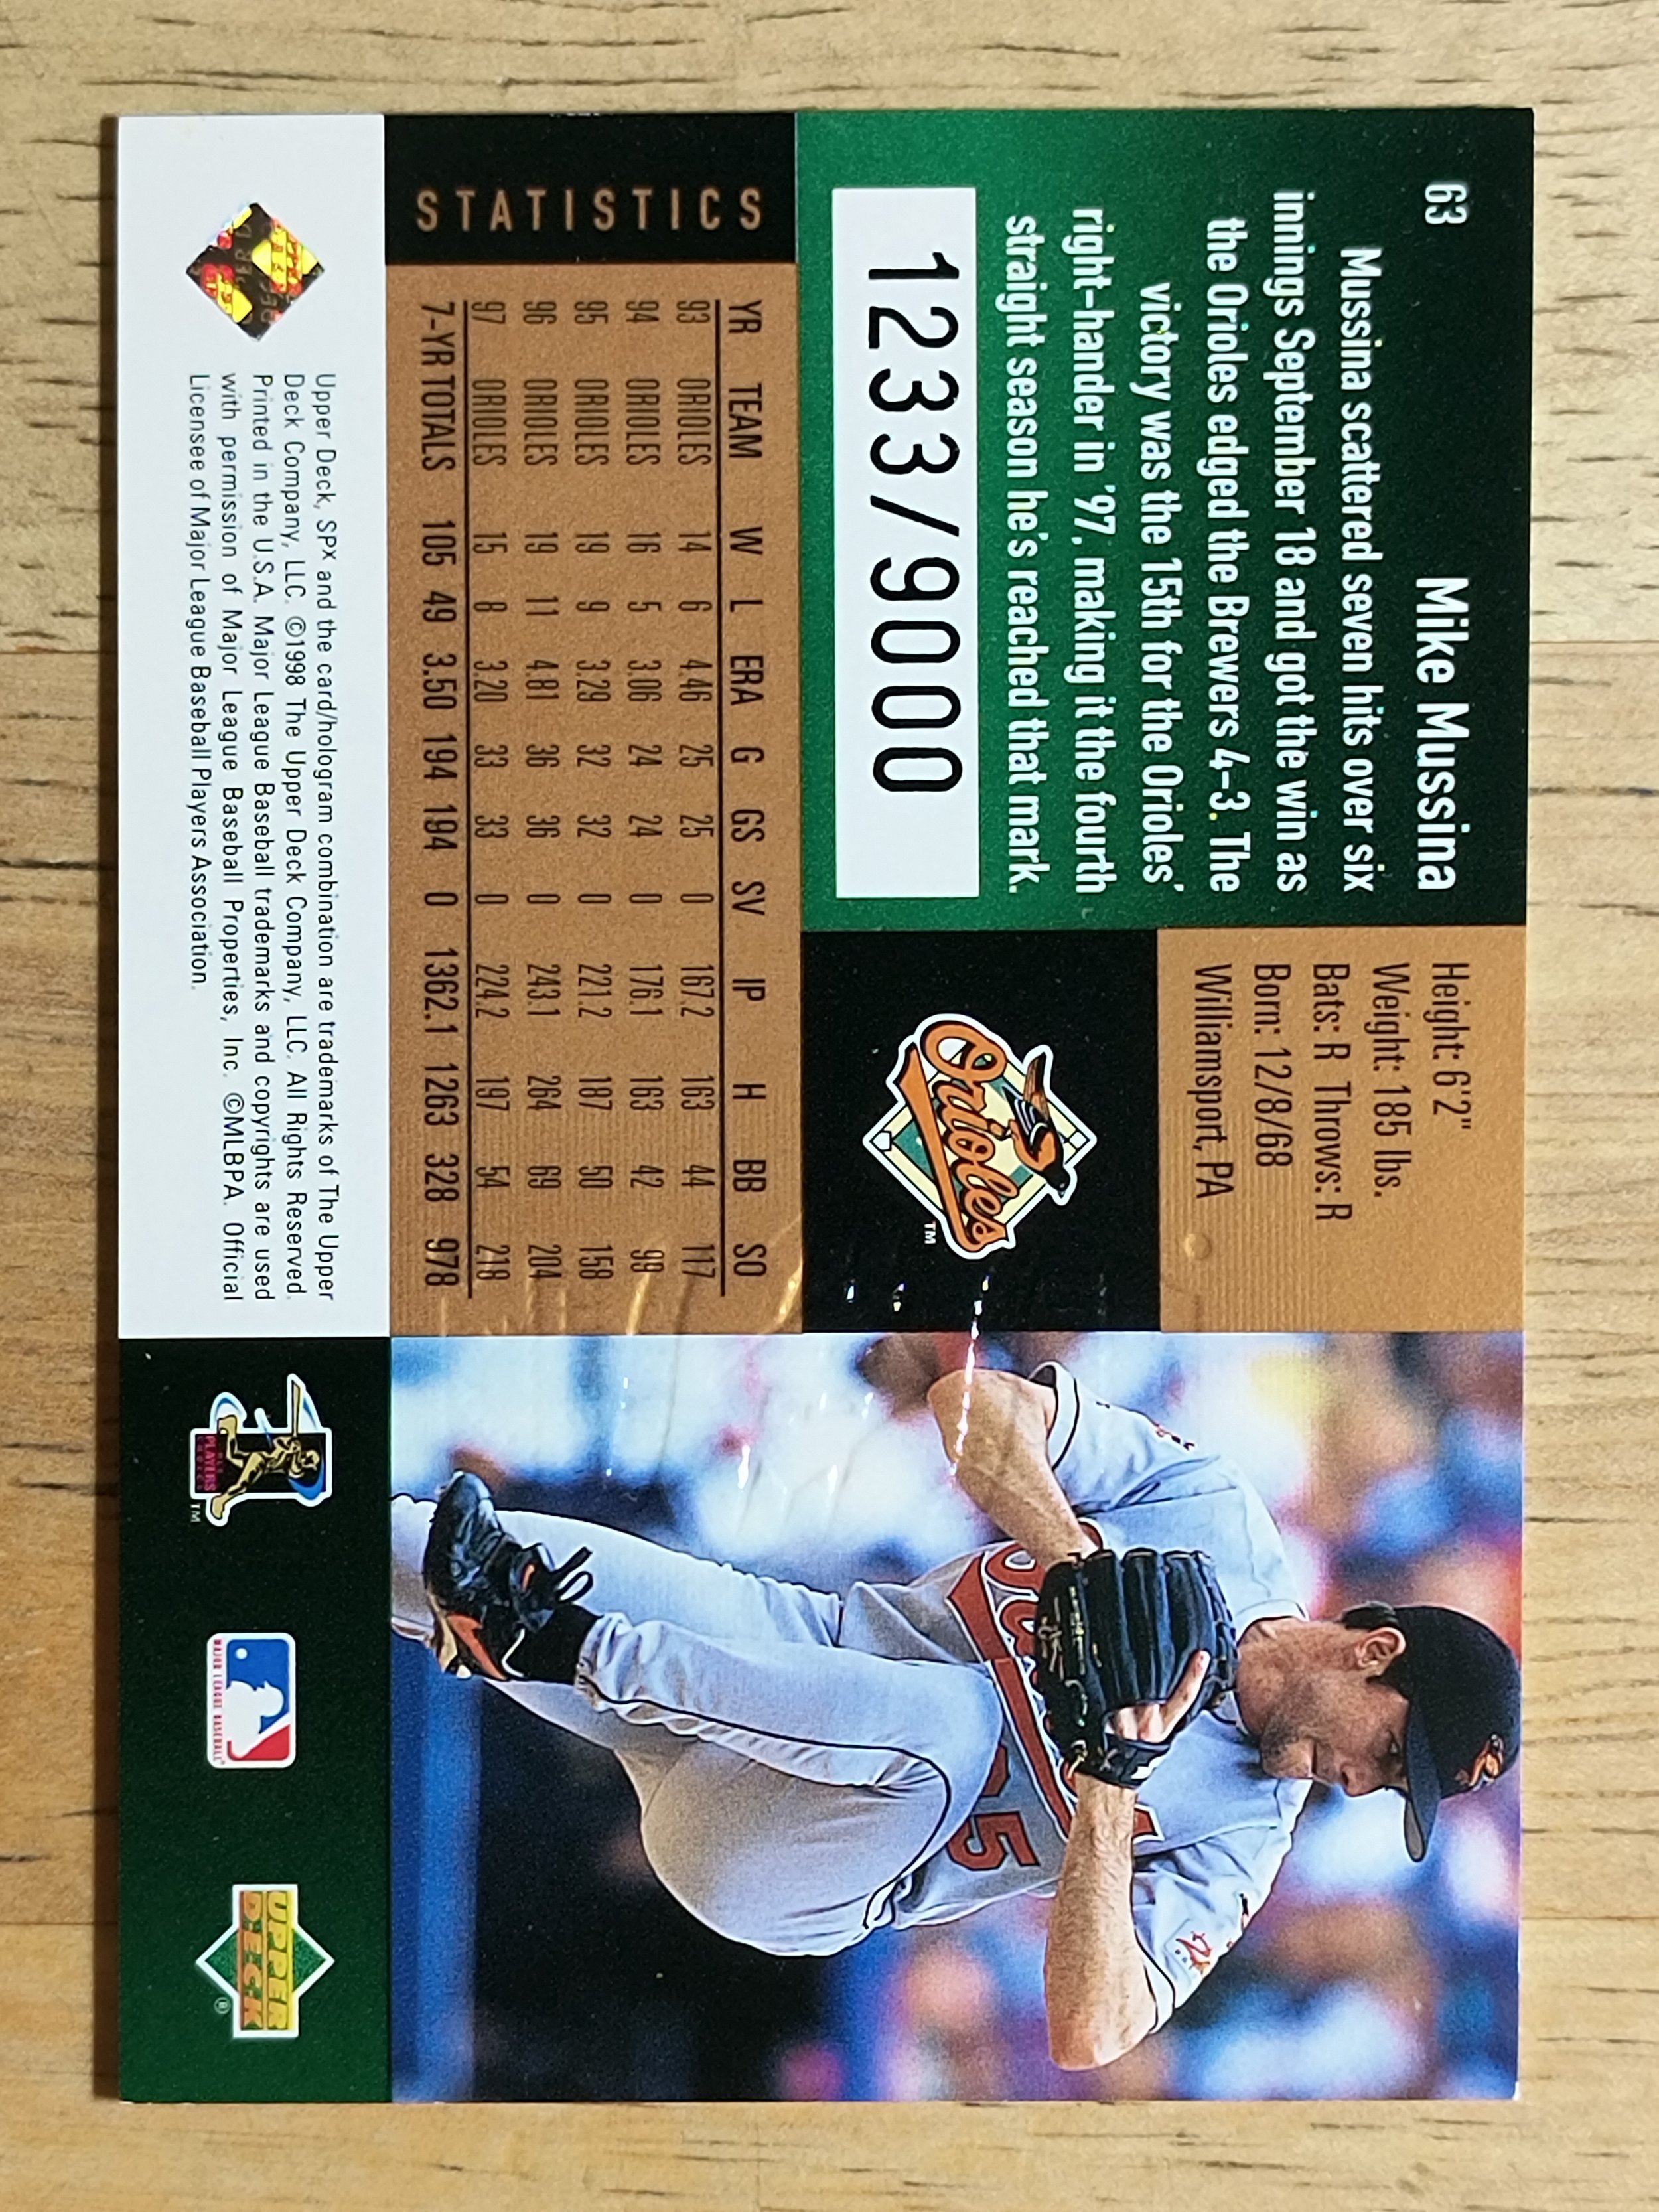 63 Mike Mussina
Mussina scattered seven hits over six
innings September 18 and got the win as
the Orioles edged the Brewers 4-3. The
victory was the 15th for the Orioles'
right-hander in '97, making it the fourth
straight season he's reached that mark.
1233/9000
Height: 6'2"
Weight: 185 lbs.
Bats: R Throws: R
Born: 12/8/68
Williamsport, PA
Orioles TM
35
STATISTICS
YR TEAM W L ERA G GS SV IP H BB SO
93 ORIOLES 14 6 4.46 25 25 0 167.2 163 44 117
94 ORIOLES 16 5 3.06 24 24 0 176.1 163 42 99
95 ORIOLES 19 9 3.29 32 32 0 221.2 187 50 158
96 ORIOLES 19 11 4.81 36 36 0 243.1 264 69 204
97 ORIOLES 15 8 3.20 33 33 0 224.2 197 54 218
7-YR TOTALS 105 49 3.50 194 194 0 1362.1 1263 328 978
Upper Deck, SPx and the card/hologram combination are trademarks of The Upper
Deck Company, LLC. ©1998 The Upper Deck Company, LLC. All Rights Reserved.
Printed in the U.S.A. Major League Baseball trademarks and copyrights are used
with permission of Major League Baseball Properties, Inc. ©MLBPA. Official
Licensee of Major League Baseball Players Association.
PLAYERS
CHOICE TM
MAJOR LEAGUE BASEBALL
UPPER
DECK ®